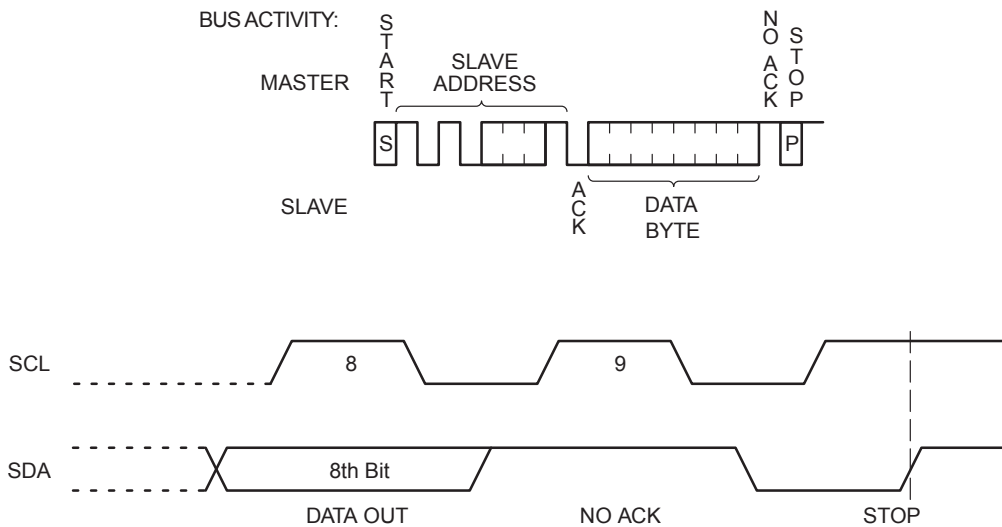 BUS ACTIVITY:
START
NO ACK
STOP
MASTER
SLAVE
ADDRESS
S
P
SLAVE
ACK
DATA
BYTE
SCL
8
9
SDA
8th Bit
DATA OUT
NO ACK
STOP